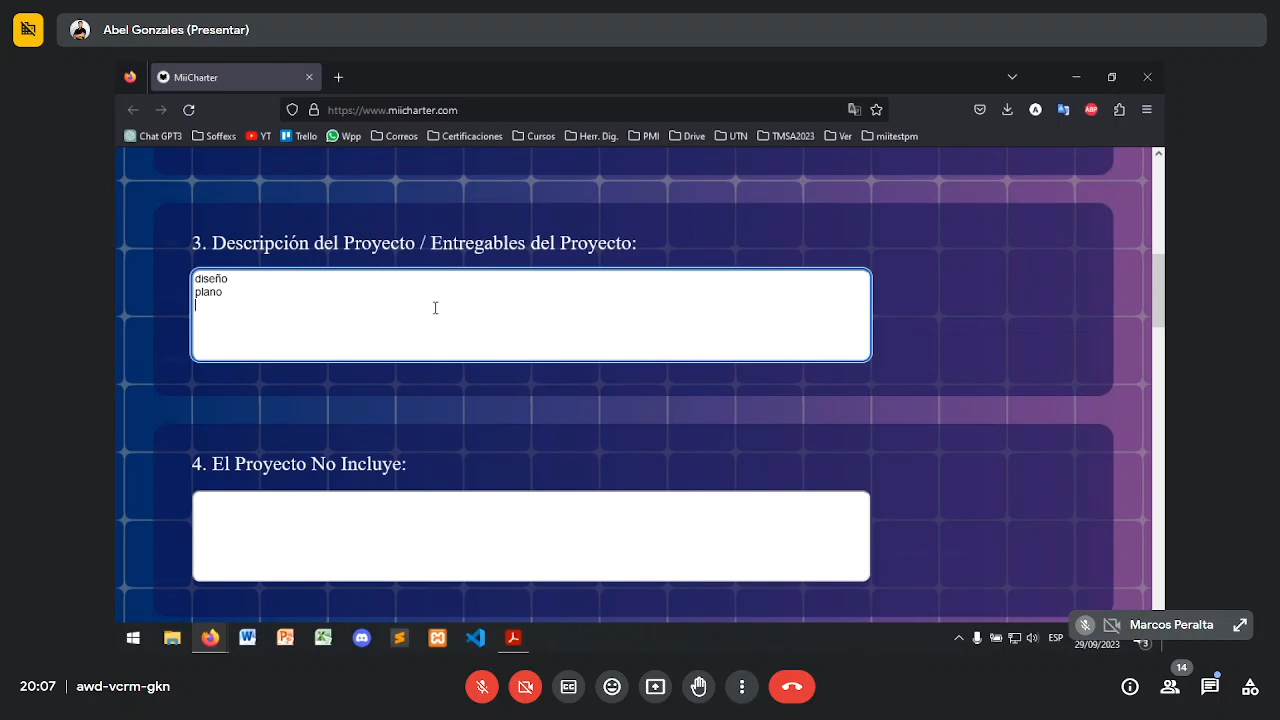 Abel Gonzales (Presentar)
MiiCharter
https://www.miicharter.com
Chat GPT3 Soffexs YT Trello Wpp Correos Certificaciones Cursos Herr. Dig. PMI Drive UTN TMSA2023 Ver miitestpm
3. Descripción del Proyecto / Entregables del Proyecto:
diseño
plano
4. El Proyecto No Incluye:
Marcos Peralta
ESP
29/09/2023
3
14
20:07 | awd-vcrm-gkn